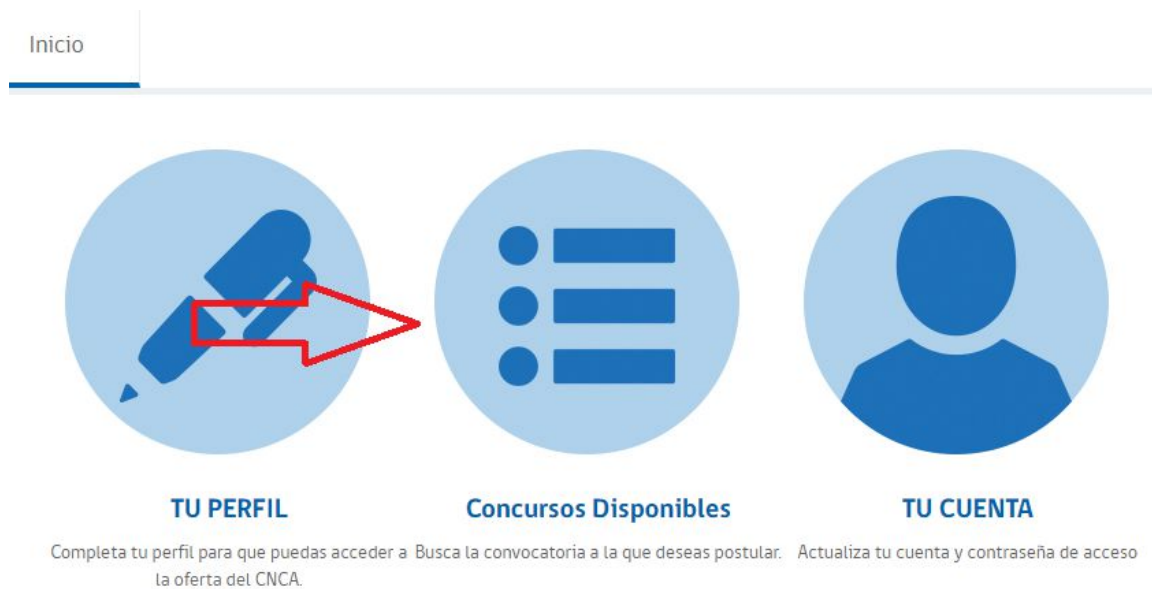 Inicio
TU PERFIL
Completa tu perfil para que puedas acceder a
la oferta del CNCA.
Concursos Disponibles
Busca la convocatoria a la que deseas postular.
TU CUENTA
Actualiza tu cuenta y contraseña de acceso